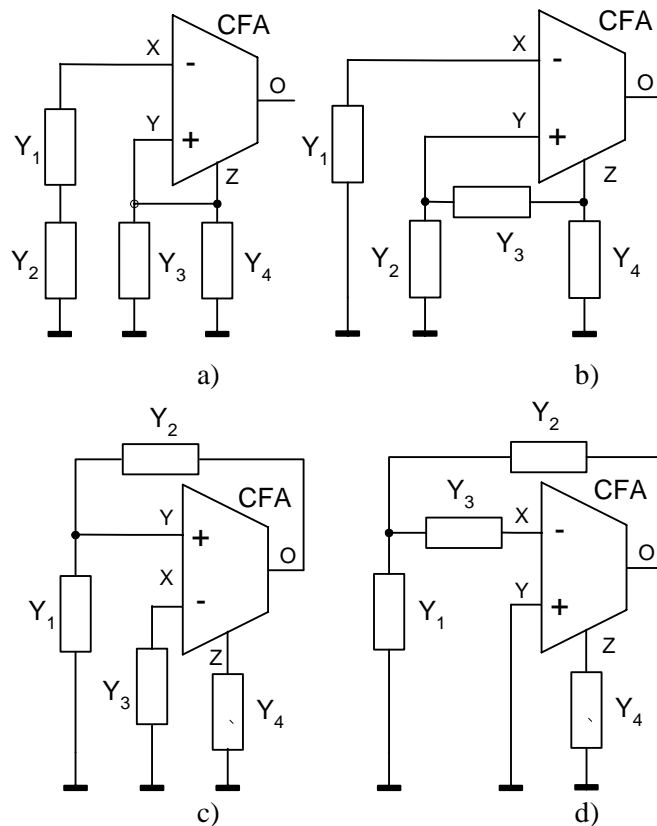 CFA
X
-
O
Y
+
Z
Y1
Y2
Y3
Y4
a)
CFA
X
-
O
Y
+
Z
Y1
Y3
Y2
Y4
b)
Y2
CFA
Y
+
O
X
-
Y1
Z
Y3
Y4
c)
Y2
CFA
Y3
X
-
O
Y
+
Y1
Z
Y4
d)